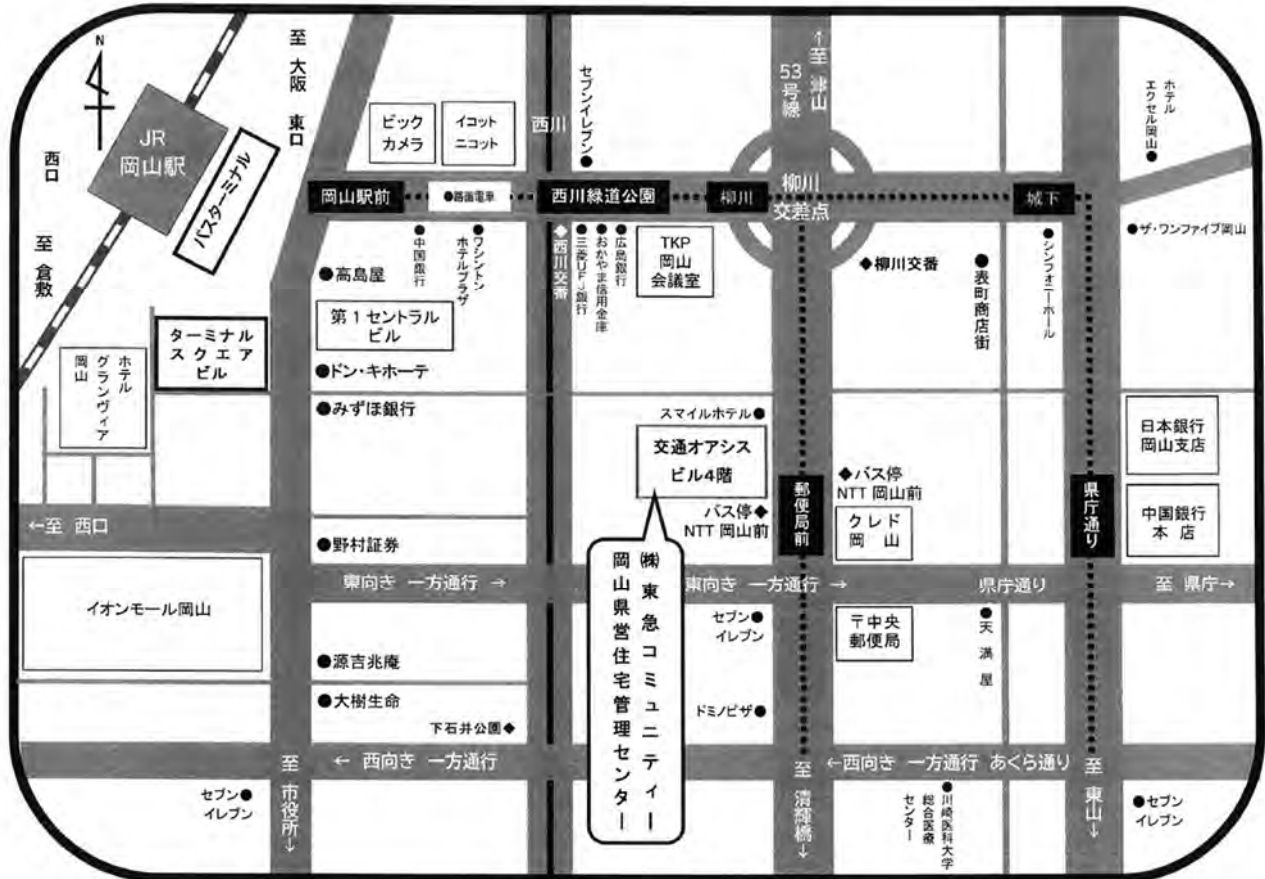 N
至 大阪 東口
JR
岡山駅
西口
至 倉敷
バスターミナル
ビック
カメラ
イコット
ニコット
西川
セブンイレブン●
53号線
↑至 津山
ホテル
エクセル岡山●
岡山駅前
●路面電車
西川緑道公園
柳川
柳川
交差点
城下
●高島屋
●中国銀行
●ワシントン
ホテルプラザ
◆西川交番
●三菱UFJ銀行
●おかやま信用金庫
●広島銀行
TKP
岡山
会議室
◆柳川交番
●表町商店街
●シンフォニーホール
●ザ・ワンファイブ岡山
第1セントラル
ビル
ターミナル
スクエア
ビル
ホテル
グランヴィア
岡山
●ドン・キホーテ
●みずほ銀行
スマイルホテル●
交通オアシス
ビル4階
日本銀行
岡山支店
バス停◆
NTT 岡山前
郵便局前
◆バス停
NTT 岡山前
クレド
岡 山
県庁通り
中国銀行
本 店
←至 西口
●野村証券
㈱東急コミュニティー
岡山県営住宅管理センター
東向き 一方通行 →
東向き 一方通行 →
県庁通り
至 県庁→
イオンモール岡山
セブン●
イレブン
〒中央
郵便局
●天満屋
●源吉兆庵
●大樹生命
下石井公園◆
ドミノピザ●
← 西向き 一方通行
←西向き 一方通行 あくら通り
セブン●
イレブン
至 市役所↓
至 清輝橋↓
●川崎医科大学
総合医療
センター
至 東山↓
●セブン
イレブン